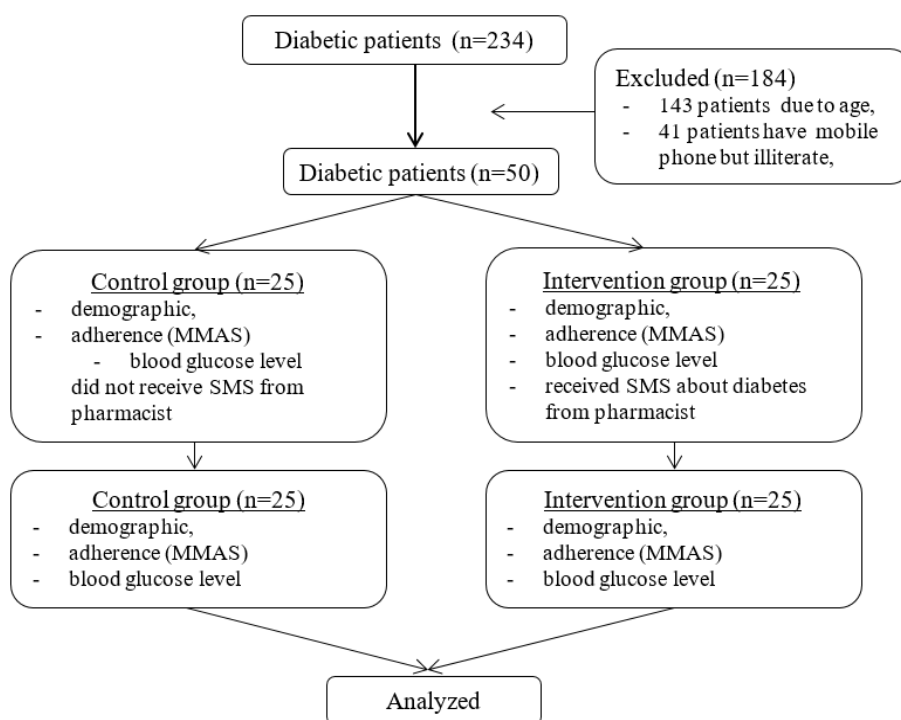 Diabetic patients (n=234)
Excluded (n=184)
- 143 patients due to age,
- 41 patients have mobile
phone but illiterate,
Diabetic patients (n=50)
Control group (n=25)
- demographic,
- adherence (MMAS)
- blood glucose level
did not receive SMS from
pharmacist
Intervention group (n=25)
- demographic,
- adherence (MMAS)
- blood glucose level
- received SMS about diabetes
from pharmacist
Control group (n=25)
- demographic,
- adherence (MMAS)
- blood glucose level
Intervention group (n=25)
- demographic,
- adherence (MMAS)
- blood glucose level
Analyzed